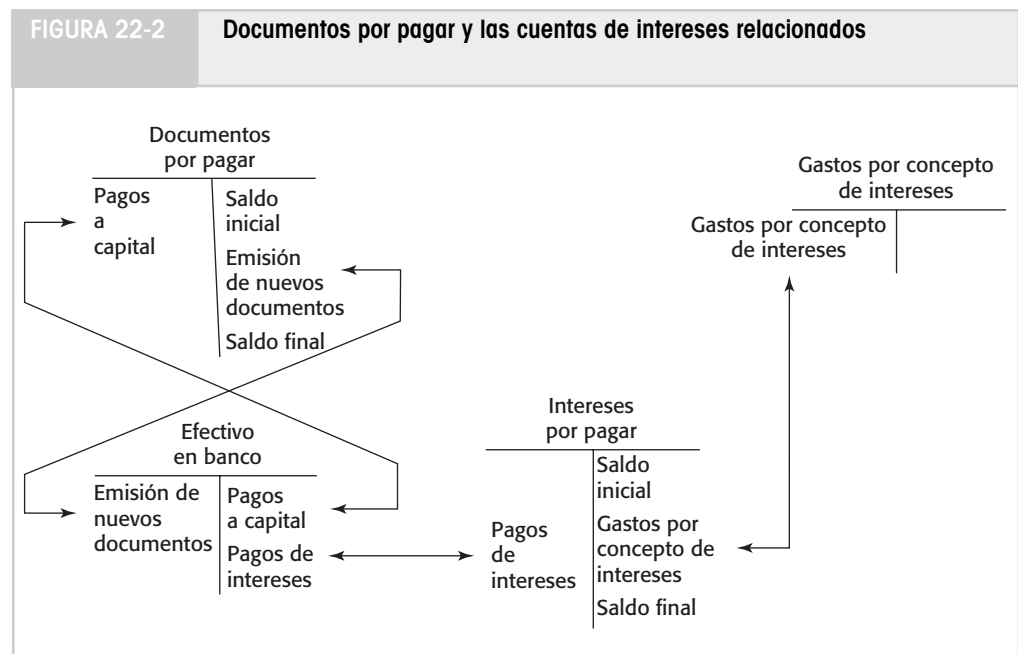 FIGURA 22-2
Documentos por pagar y las cuentas de intereses relacionados
Documentos
por pagar
Pagos
a
capital
Saldo
inicial
Emisión
de nuevos
documentos
Saldo final
Gastos por concepto
de intereses
Gastos por concepto
de intereses
Efectivo
en banco
Emisión de
nuevos
documentos
Pagos
a capital
Pagos de
intereses
Intereses
por pagar
Pagos
de
intereses
Saldo
inicial
Gastos por
concepto de
intereses
Saldo final